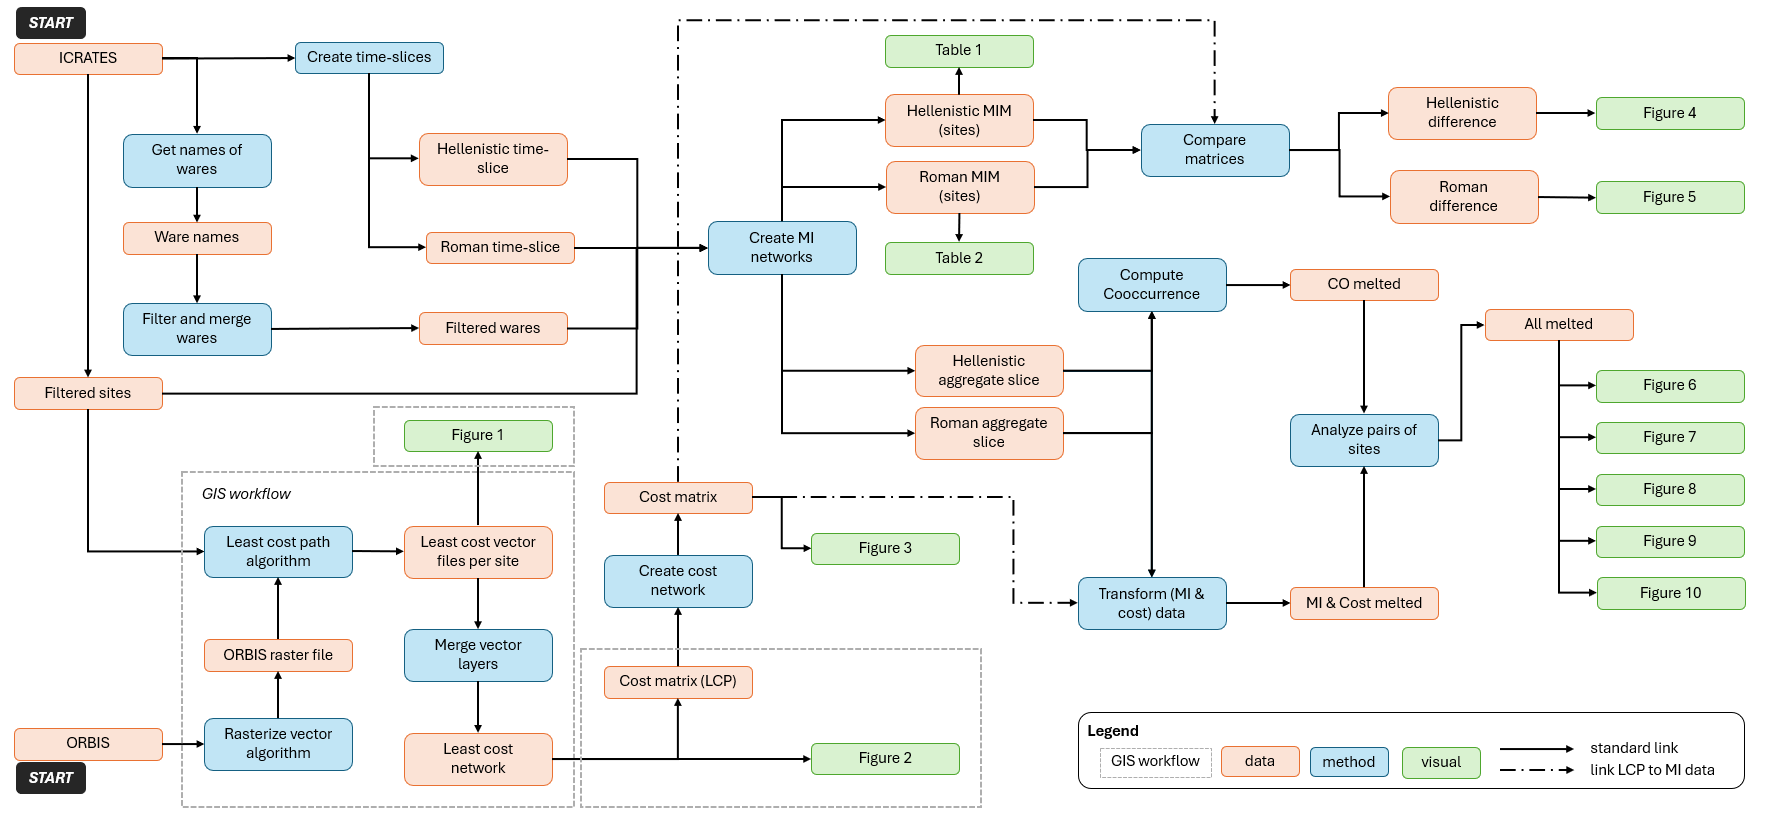 START
ICRATES
Create time-slices
Get names of
wares
Ware names
Filter and merge
wares
Hellenistic time-
slice
Roman time-slice
Filtered wares
Filtered sites
Create MI
networks
Table 1
Hellenistic MIM
(sites)
Roman MIM
(sites)
Table 2
Compare
matrices
Hellenistic
difference
Roman
difference
Figure 4
Figure 5
Compute
Cooccurrence
CO melted
All melted
Hellenistic
aggregate slice
Roman aggregate
slice
Analyze pairs of
sites
Figure 6
Figure 7
Figure 8
Figure 9
Figure 10
Transform (MI &
cost) data
MI & Cost melted
Figure 1
GIS workflow
Least cost path
algorithm
Least cost vector
files per site
ORBIS raster file
Merge vector
layers
Rasterize vector
algorithm
Least cost
network
ORBIS
START
Cost matrix
Figure 3
Create cost
network
Cost matrix (LCP)
Figure 2
Legend
GIS workflow
data
method
visual
standard link
link LCP to MI data